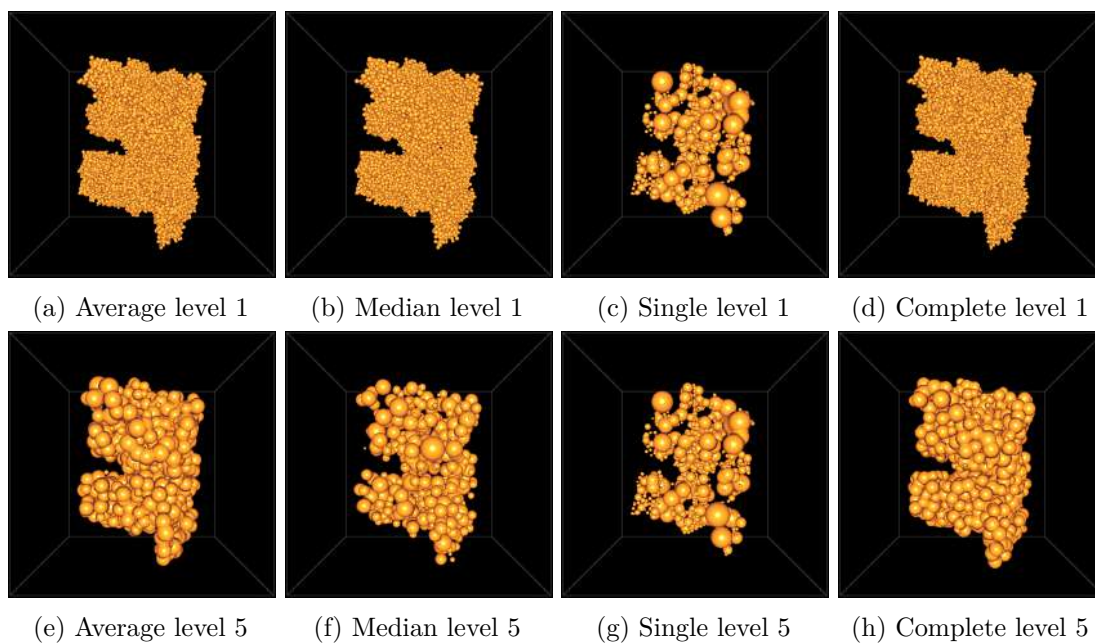 (a) Average level 1
(b) Median level 1
(c) Single level 1
(d) Complete level 1
(e) Average level 5
(f) Median level 5
(g) Single level 5
(h) Complete level 5